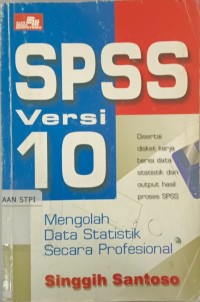 SPSS
Versi
10
Disertai
disket kerja
berisi data
statistik dan
output hasil
proses SPSS
AAN STPI
Mengolah
Data Statistik
Secara Profesional
Singgih Santoso